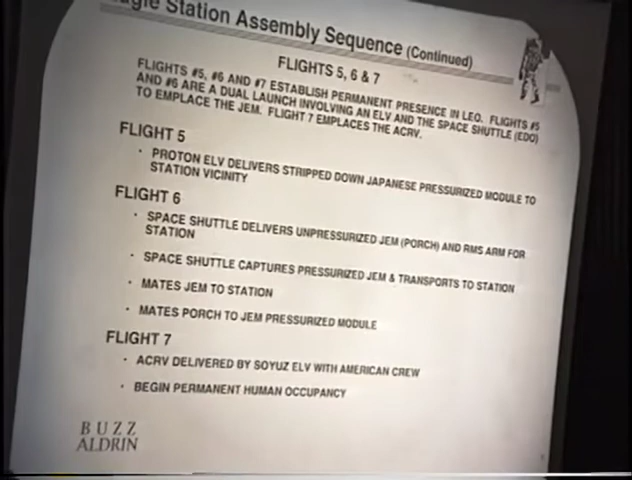 Station Assembly Sequence (Continued)
FLIGHTS 5, 6 & 7
FLIGHTS #5, #6 AND #7 ESTABLISH PERMANENT PRESENCE IN LEO. FLIGHTS #5
AND #6 ARE A DUAL LAUNCH INVOLVING AN ELV AND THE SPACE SHUTTLE (EDO)
TO EMPLACE THE JEM. FLIGHT 7 EMPLACES THE ACRV.
FLIGHT 5
· PROTON ELV DELIVERS STRIPPED DOWN JAPANESE PRESSURIZED MODULE TO
STATION VICINITY
FLIGHT 6
· SPACE SHUTTLE DELIVERS UNPRESSURIZED JEM (PORCH) AND RMS ARM FOR
STATION
· SPACE SHUTTLE CAPTURES PRESSURIZED JEM & TRANSPORTS TO STATION
· MATES JEM TO STATION
· MATES PORCH TO JEM PRESSURIZED MODULE
FLIGHT 7
· ACRV DELIVERED BY SOYUZ ELV WITH AMERICAN CREW
· BEGIN PERMANENT HUMAN OCCUPANCY
BUZZ
ALDRIN